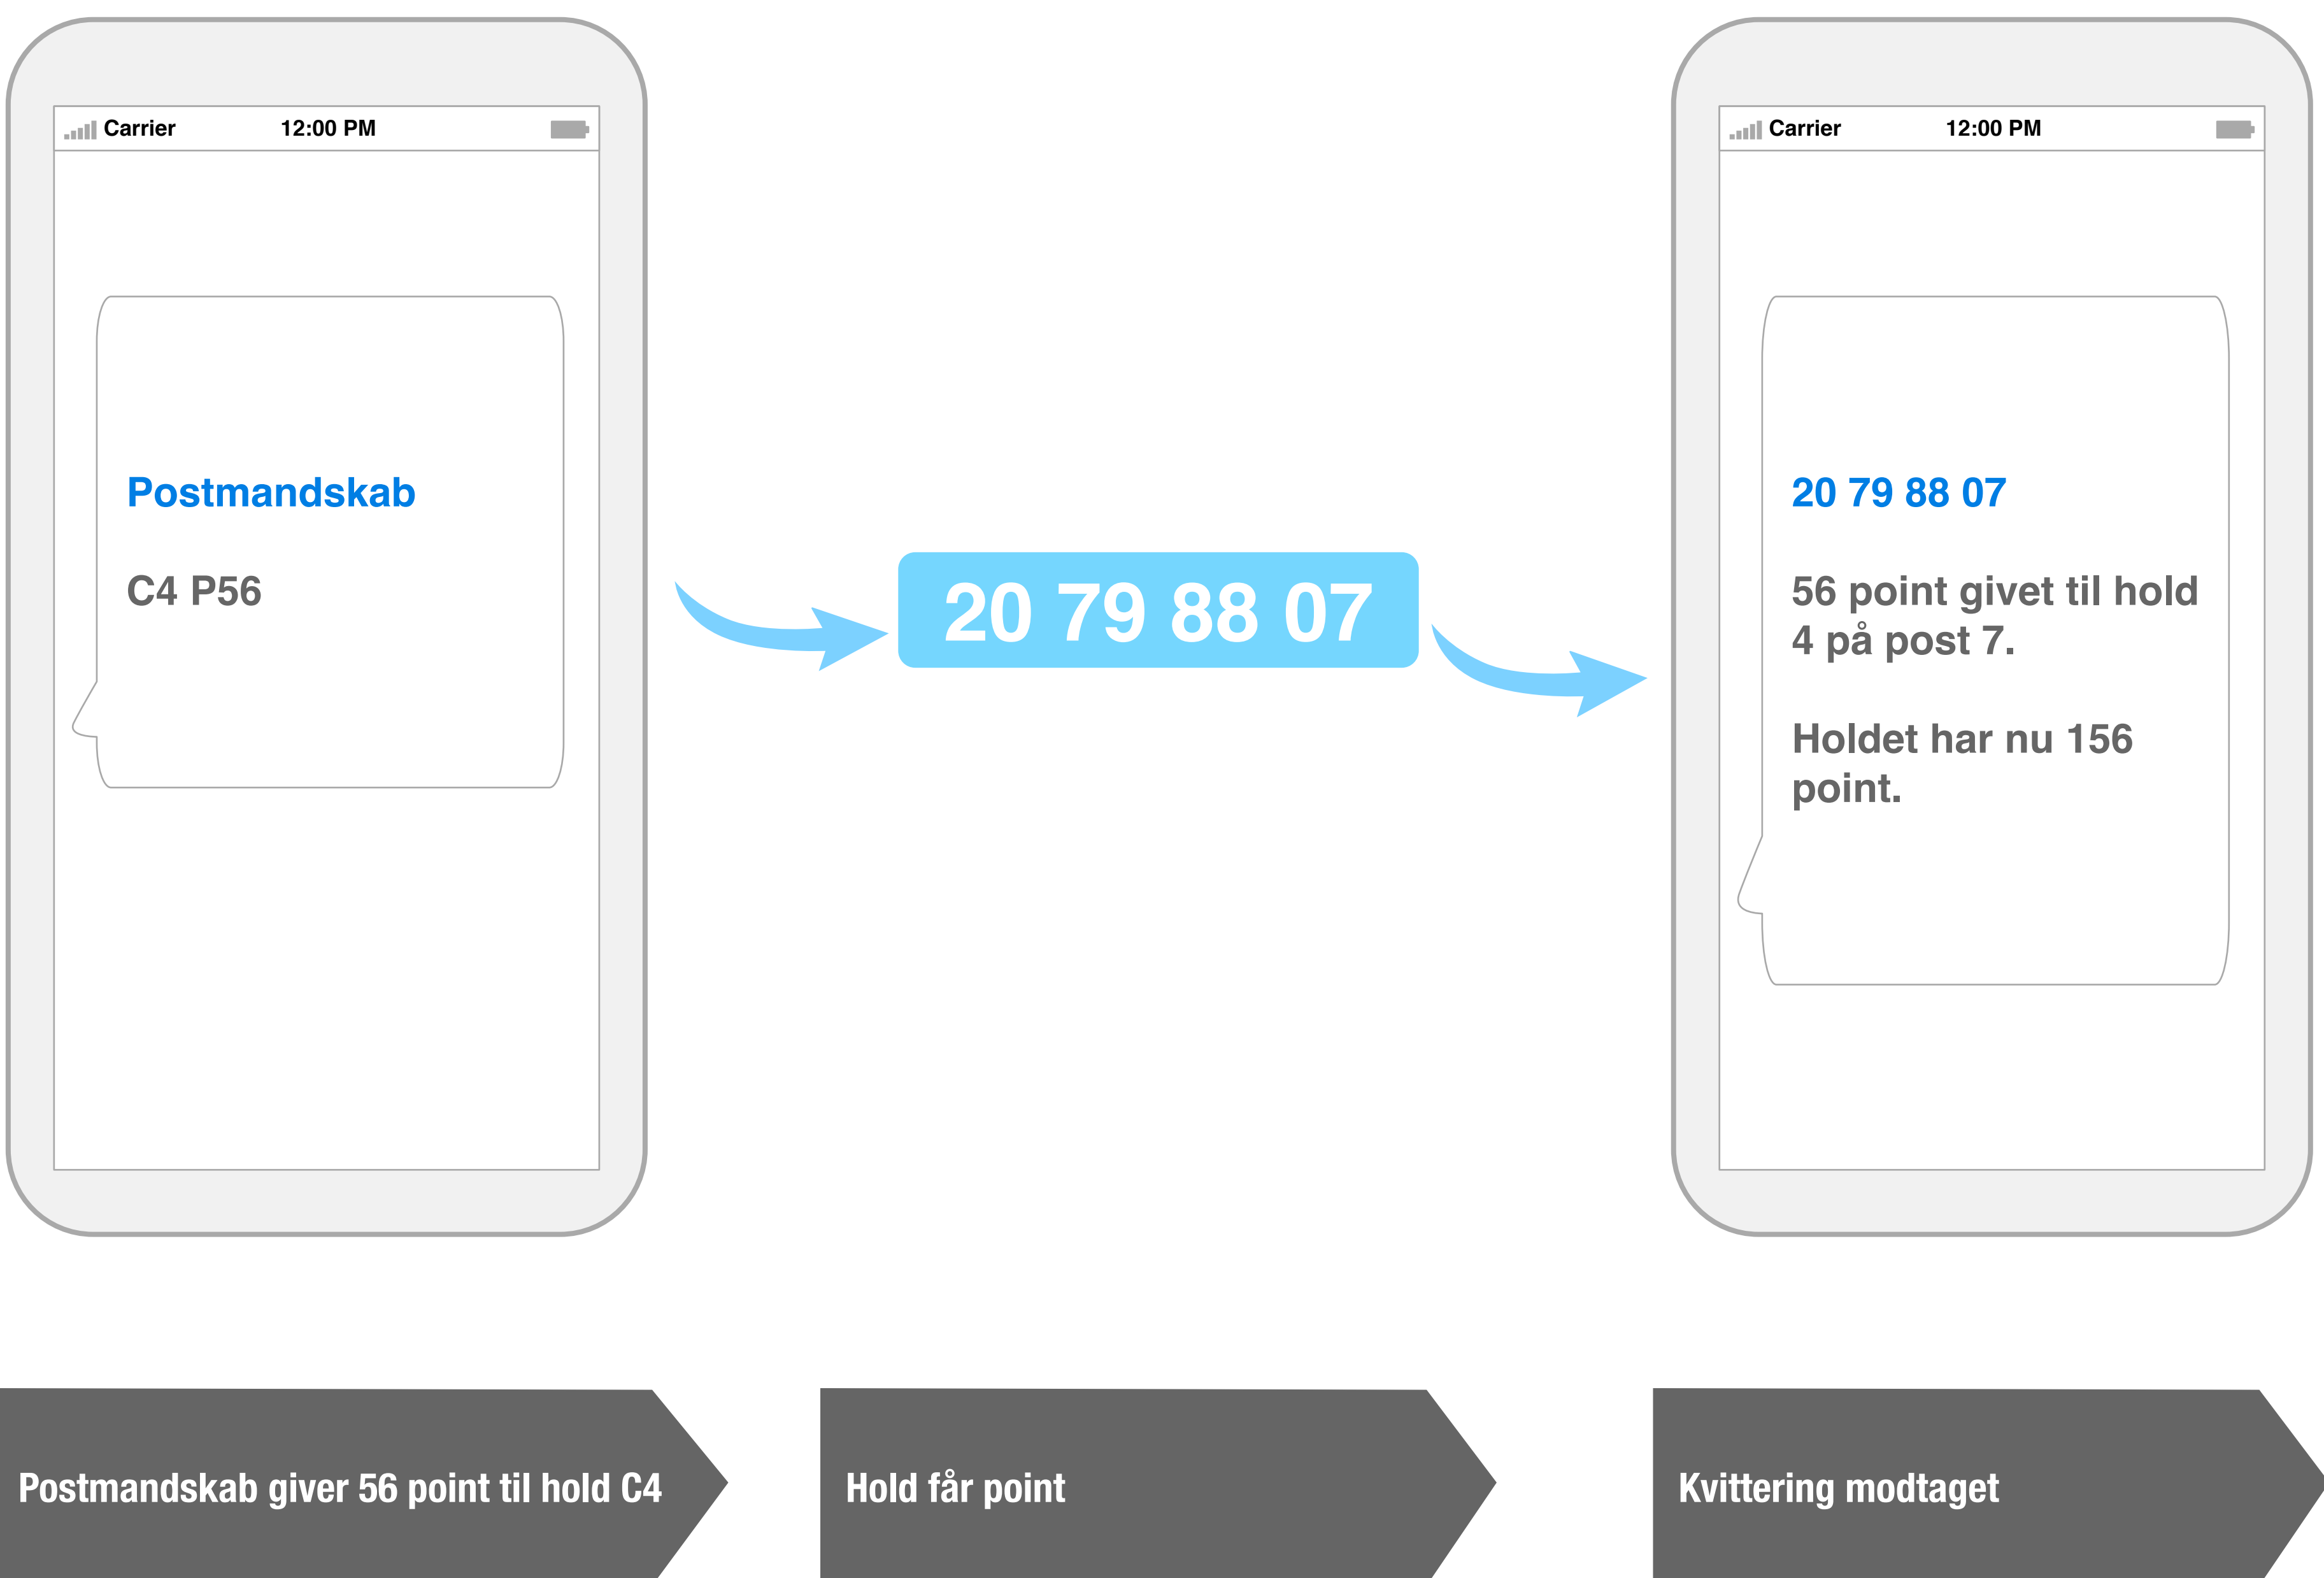 Carrier 12:00 PM
Postmandskab
C4 P56
20 79 88 07
Carrier 12:00 PM
20 79 88 07
56 point givet til hold
4 på post 7.
Holdet har nu 156
point.
Postmandskab giver 56 point til hold C4
Hold får point
Kvittering modtaget